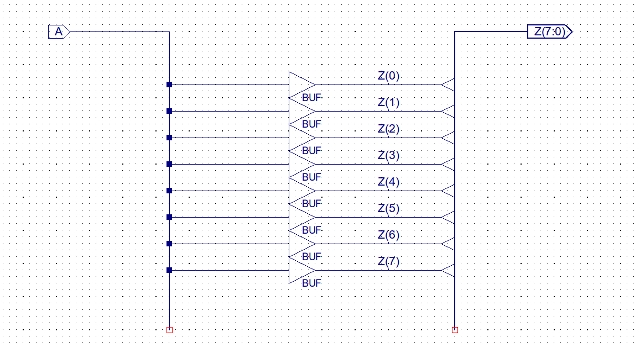 A
Z(7:0)
Z(0)
BUF
Z(1)
BUF
Z(2)
BUF
Z(3)
BUF
Z(4)
BUF
Z(5)
BUF
Z(6)
BUF
Z(7)
BUF